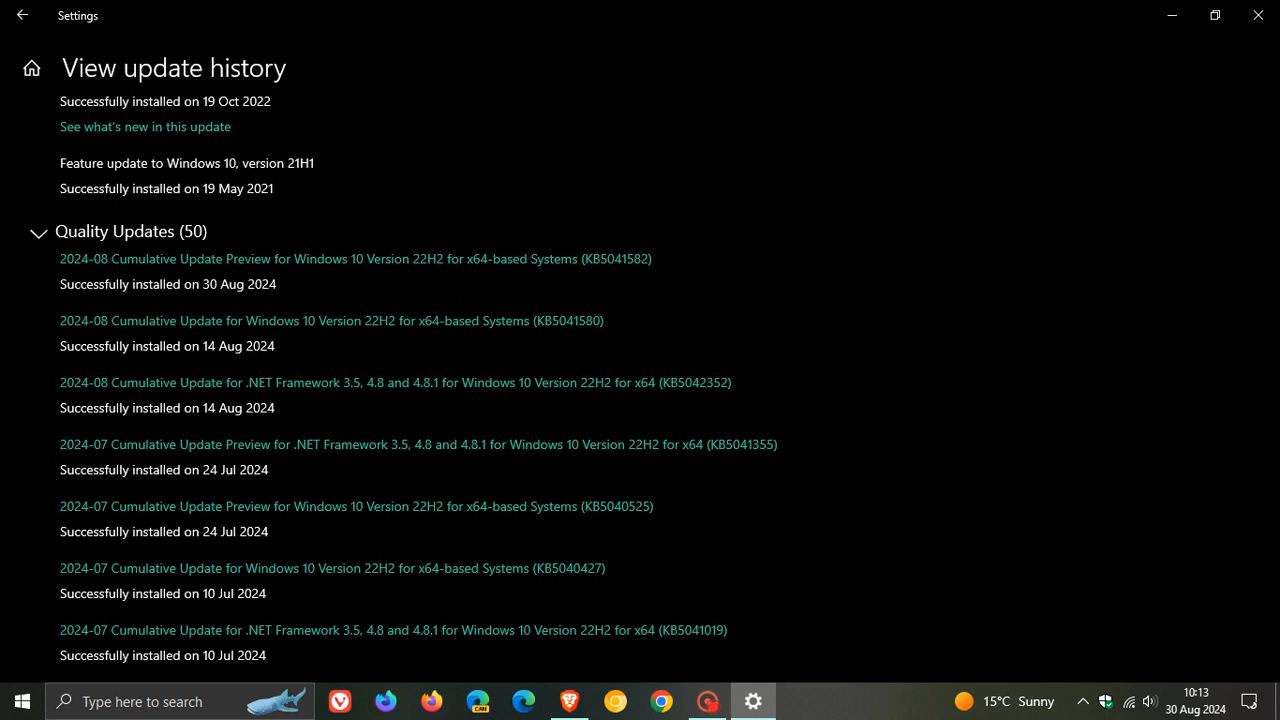 Settings
View update history
Successfully installed on 19 Oct 2022
See what's new in this update
Feature update to Windows 10, version 21H1
Successfully installed on 19 May 2021
Quality Updates (50)
2024-08 Cumulative Update Preview for Windows 10 Version 22H2 for x64-based Systems (KB5041582)
Successfully installed on 30 Aug 2024
2024-08 Cumulative Update for Windows 10 Version 22H2 for x64-based Systems (KB5041580)
Successfully installed on 14 Aug 2024
2024-08 Cumulative Update for .NET Framework 3.5, 4.8 and 4.8.1 for Windows 10 Version 22H2 for x64 (KB5042352)
Successfully installed on 14 Aug 2024
2024-07 Cumulative Update Preview for .NET Framework 3.5, 4.8 and 4.8.1 for Windows 10 Version 22H2 for x64 (KB5041355)
Successfully installed on 24 Jul 2024
2024-07 Cumulative Update Preview for Windows 10 Version 22H2 for x64-based Systems (KB5040525)
Successfully installed on 24 Jul 2024
2024-07 Cumulative Update for Windows 10 Version 22H2 for x64-based Systems (KB5040427)
Successfully installed on 10 Jul 2024
2024-07 Cumulative Update for .NET Framework 3.5, 4.8 and 4.8.1 for Windows 10 Version 22H2 for x64 (KB5041019)
Successfully installed on 10 Jul 2024
Type here to search
CAN
15°C Sunny
10:13
30 Aug 2024